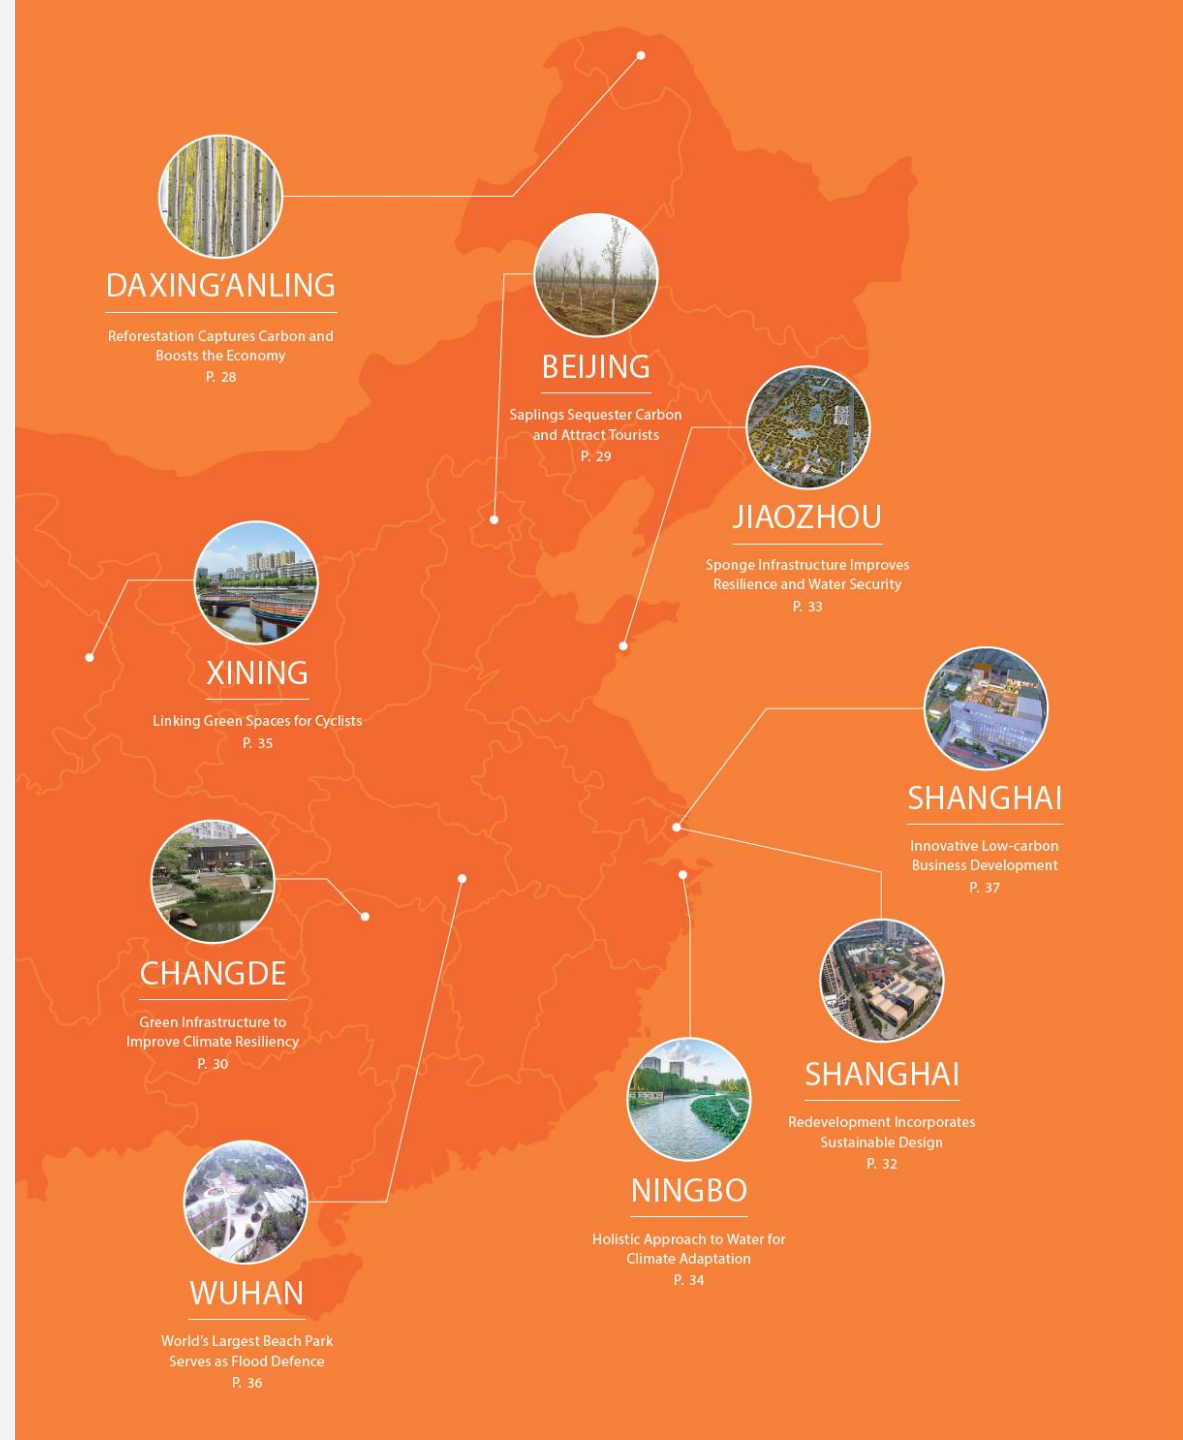 DAXING'ANLING
Reforestation Captures Carbon and
Boosts the Economy
P. 28
BEIJING
Saplings Sequester Carbon
and Attract Tourists
P. 29
JIAOZHOU
Sponge Infrastructure Improves
Resilience and Water Security
P. 33
XINING
Linking Green Spaces for Cyclists
P. 35
SHANGHAI
Innovative Low-carbon
Business Development
P. 37
CHANGDE
Green Infrastructure to
Improve Climate Resiliency
P. 30
SHANGHAI
Redevelopment Incorporates
Sustainable Design
P. 32
NINGBO
Holistic Approach to Water for
Climate Adaptation
P. 34
WUHAN
World's Largest Beach Park
Serves as Flood Defence
P. 36